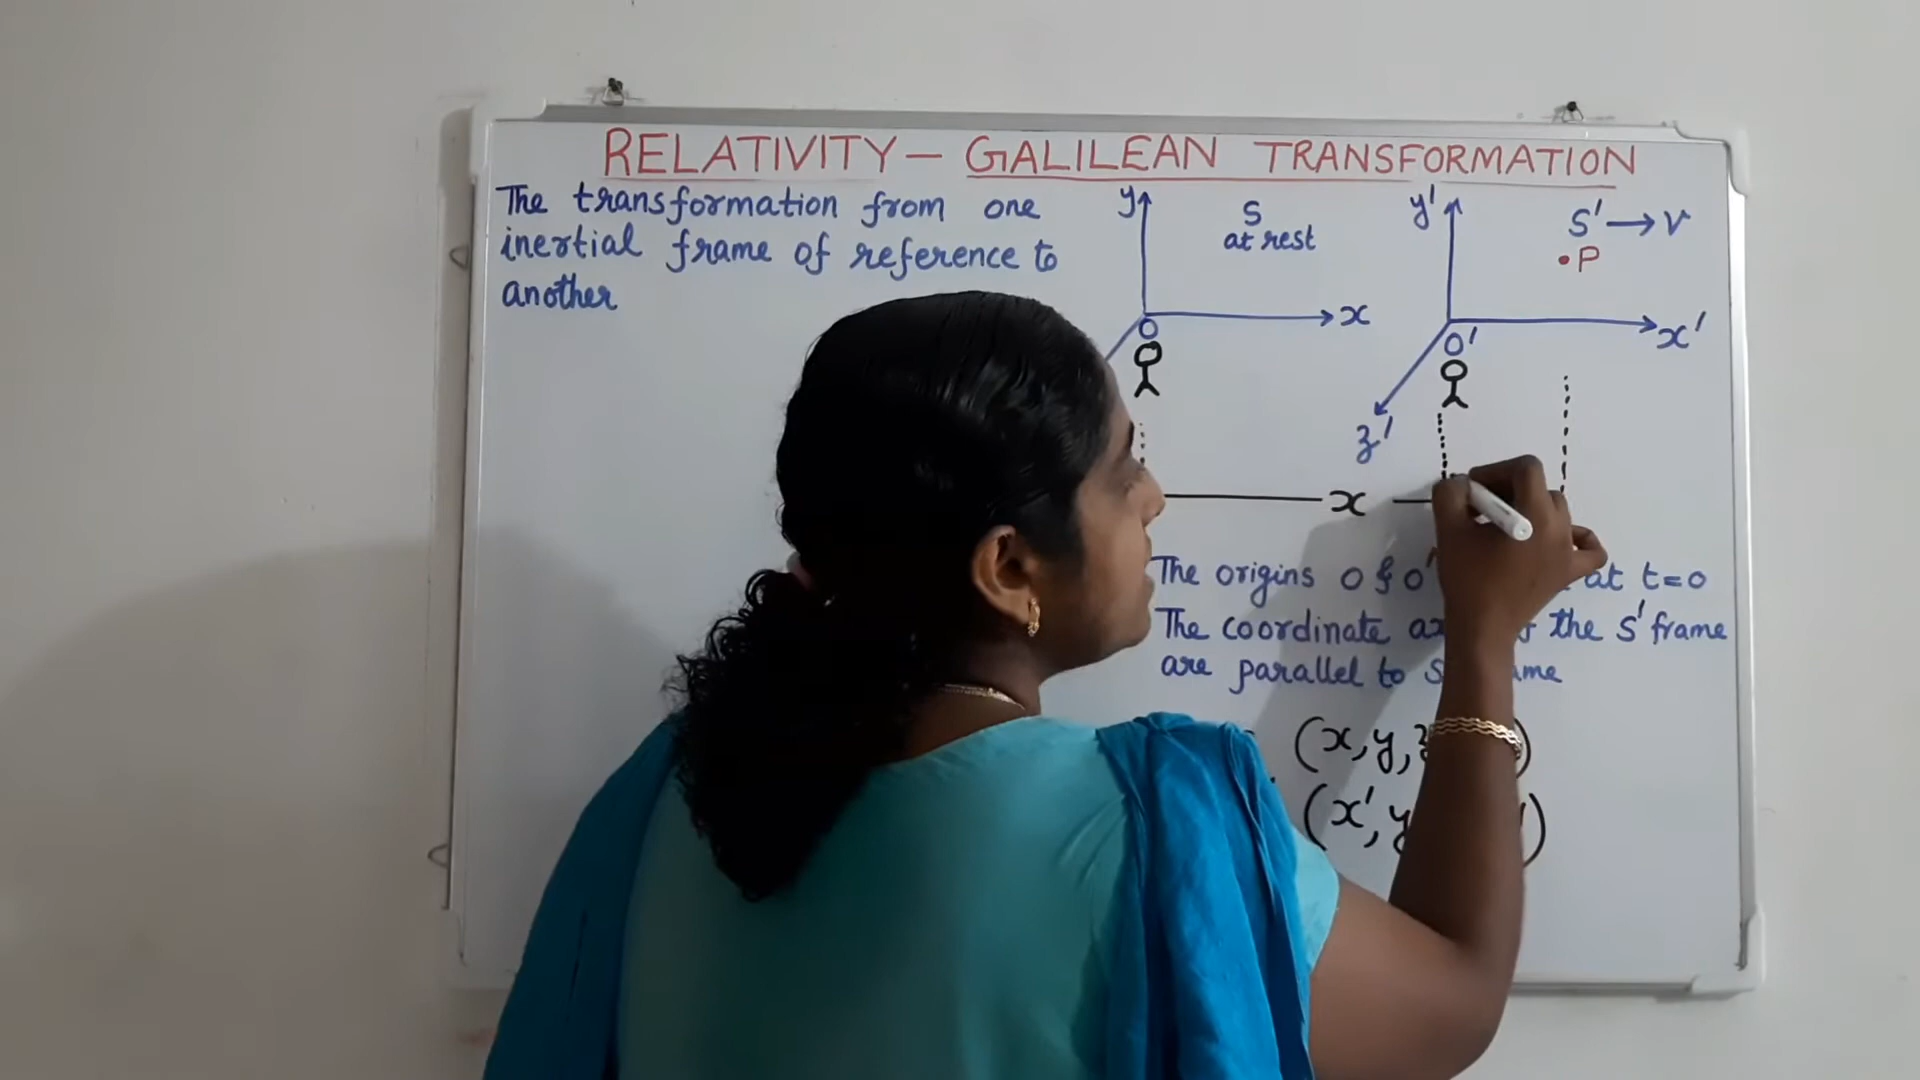 RELATIVITY — GALILEAN TRANSFORMATION
The transformation from one
inertial frame of reference to
another
y
S
at rest
x
O
y'
S' → v
• P
x'
O'
z'
x
The origins O & O' at t=0
The coordinate the S' frame
are parallel to S
(x, y, )
(x', y )